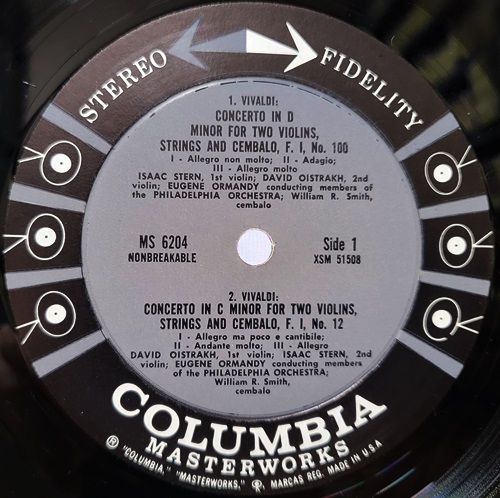 STEREO FIDELITY
1. VIVALDI:
CONCERTO IN D
MINOR FOR TWO VIOLINS,
STRINGS AND CEMBALO, F. I, No. 100
I - Allegro non molto; II - Adagio;
III - Allegro molto
ISAAC STERN, 1st violin; DAVID OISTRAKH, 2nd
violin; EUGENE ORMANDY conducting members of
the PHILADELPHIA ORCHESTRA; William R. Smith,
cembalo
MS 6204
NONBREAKABLE
Side 1
XSM 51508
2. VIVALDI:
CONCERTO IN C MINOR FOR TWO VIOLINS,
STRINGS AND CEMBALO, F. I, No. 12
I - Allegro ma poco e cantibile;
II - Andante molto; III - Allegro
DAVID OISTRAKH, 1st violin; ISAAC STERN, 2nd
violin; EUGENE ORMANDY conducting members
of the PHILADELPHIA ORCHESTRA;
William R. Smith,
cembalo
COLUMBIA
MASTERWORKS
® "COLUMBIA," "MASTERWORKS," MARCAS REG. MADE IN U.S.A